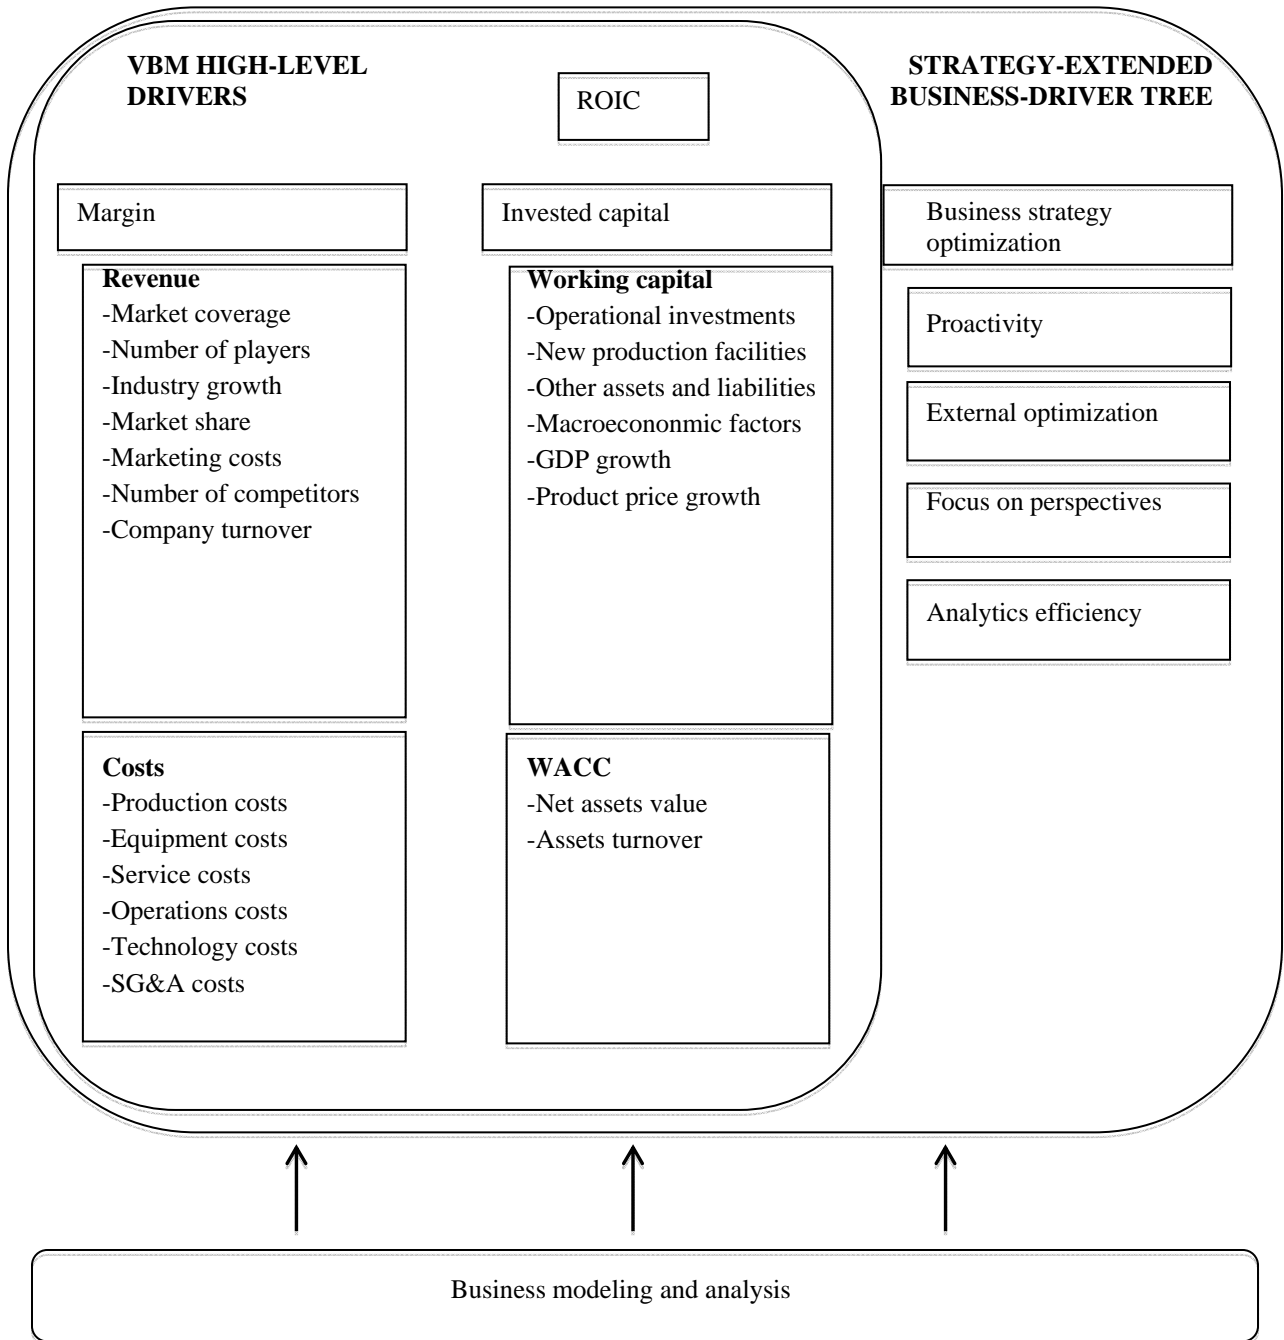 VBM HIGH-LEVEL
DRIVERS
ROIC
STRATEGY-EXTENDED
BUSINESS-DRIVER TREE
Margin
Revenue
-Market coverage
-Number of players
-Industry growth
-Market share
-Marketing costs
-Number of competitors
-Company turnover
Costs
-Production costs
-Equipment costs
-Service costs
-Operations costs
-Technology costs
-SG&A costs
Invested capital
Working capital
-Operational investments
-New production facilities
-Other assets and liabilities
-Macroecononmic factors
-GDP growth
-Product price growth
WACC
-Net assets value
-Assets turnover
Business strategy
optimization
Proactivity
External optimization
Focus on perspectives
Analytics efficiency
Business modeling and analysis